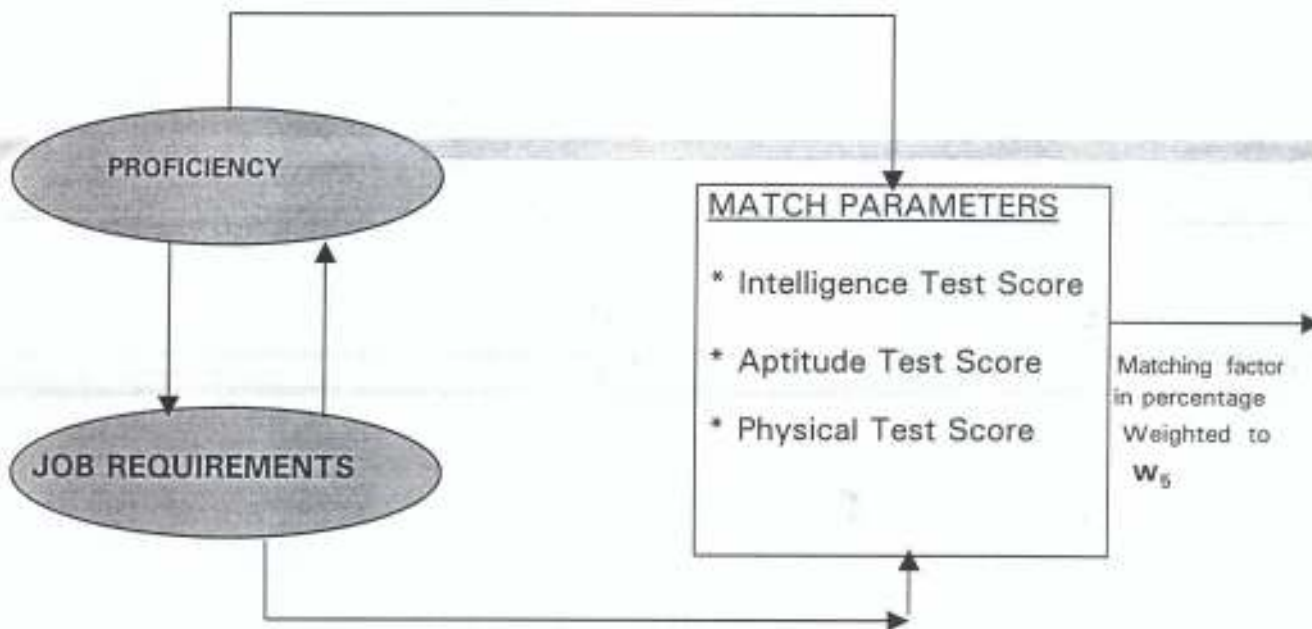 PROFICIENCY
MATCH PARAMETERS
* Intelligence Test Score
* Aptitude Test Score
* Physical Test Score
JOB REQUIREMENTS
Matching factor
in percentage
Weighted to
W₅